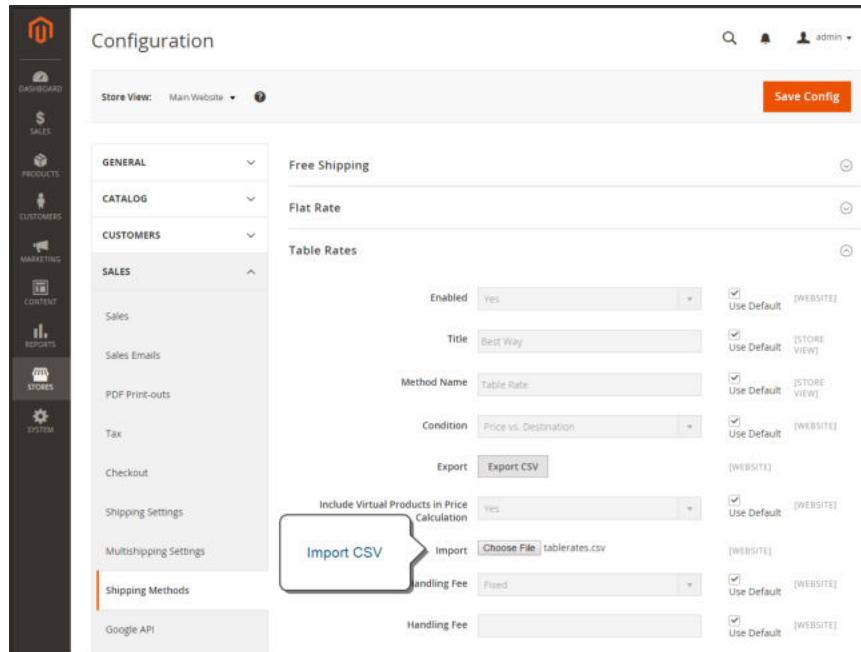 Configuration
admin
DASHBOARD
Store View: Main Website
Save Config
SALES
PRODUCTS
CUSTOMERS
MARKETING
CONTENT
REPORTS
STORES
SYSTEM
GENERAL
CATALOG
CUSTOMERS
SALES
Sales
Sales Emails
PDF Print-outs
Tax
Checkout
Shipping Settings
Multishipping Settings
Shipping Methods
Google API
Free Shipping
Flat Rate
Table Rates
Enabled Yes Use Default [WEBSITE]
Title Best Way Use Default [STORE VIEW]
Method Name Table Rate Use Default [STORE VIEW]
Condition Price vs. Destination Use Default [WEBSITE]
Export Export CSV [WEBSITE]
Include Virtual Products in Price
Calculation Yes Use Default [WEBSITE]
Import CSV
Import Choose File tablerates.csv [WEBSITE]
Handling Fee Fixed Use Default [WEBSITE]
Handling Fee Use Default [WEBSITE]